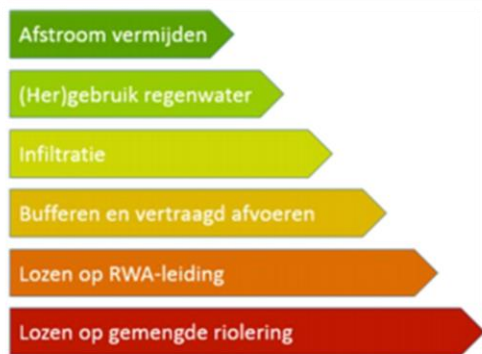 Afstroom vermijden
(Her)gebruik regenwater
Infiltratie
Bufferen en vertraagd afvoeren
Lozen op RWA-leiding
Lozen op gemengde riolering